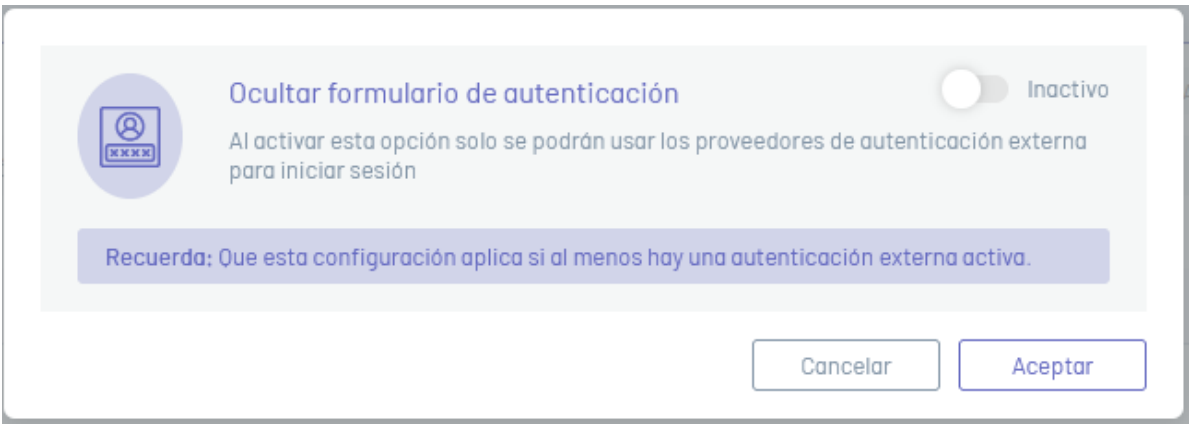 Ocultar formulario de autenticación
Inactivo
Al activar esta opción solo se podrán usar los proveedores de autenticación externa
para iniciar sesión
xxxx
Recuerda: Que esta configuración aplica si al menos hay una autenticación externa activa.
Cancelar
Aceptar